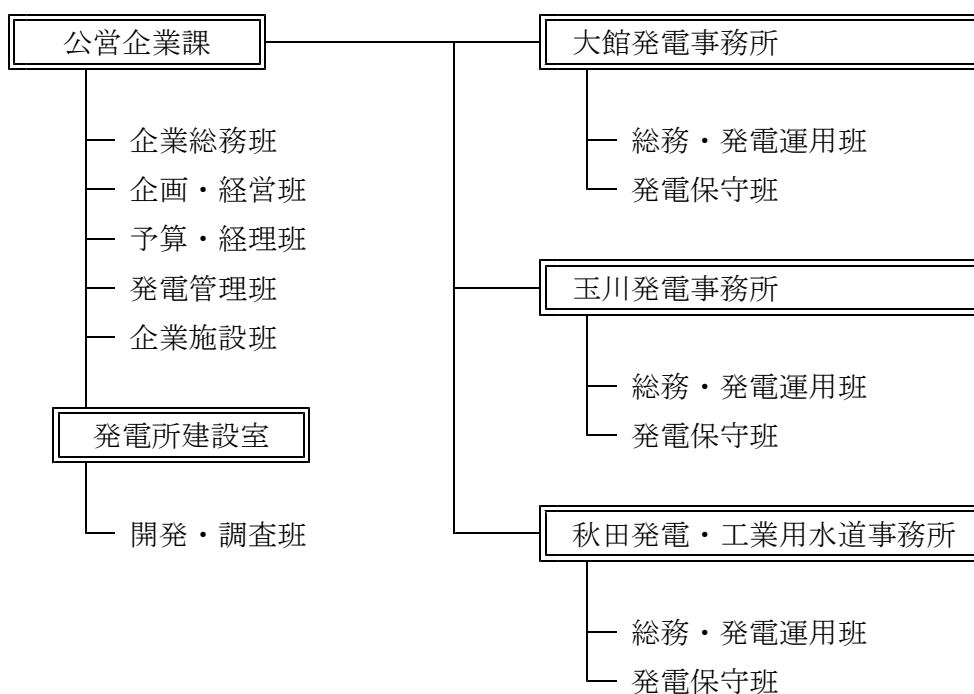 公営企業課
企業総務班
企画・経営班
予算・経理班
発電管理班
企業施設班
発電所建設室
開発・調査班
大館発電事務所
総務・発電運用班
発電保守班
玉川発電事務所
総務・発電運用班
発電保守班
秋田発電・工業用水道事務所
総務・発電運用班
発電保守班